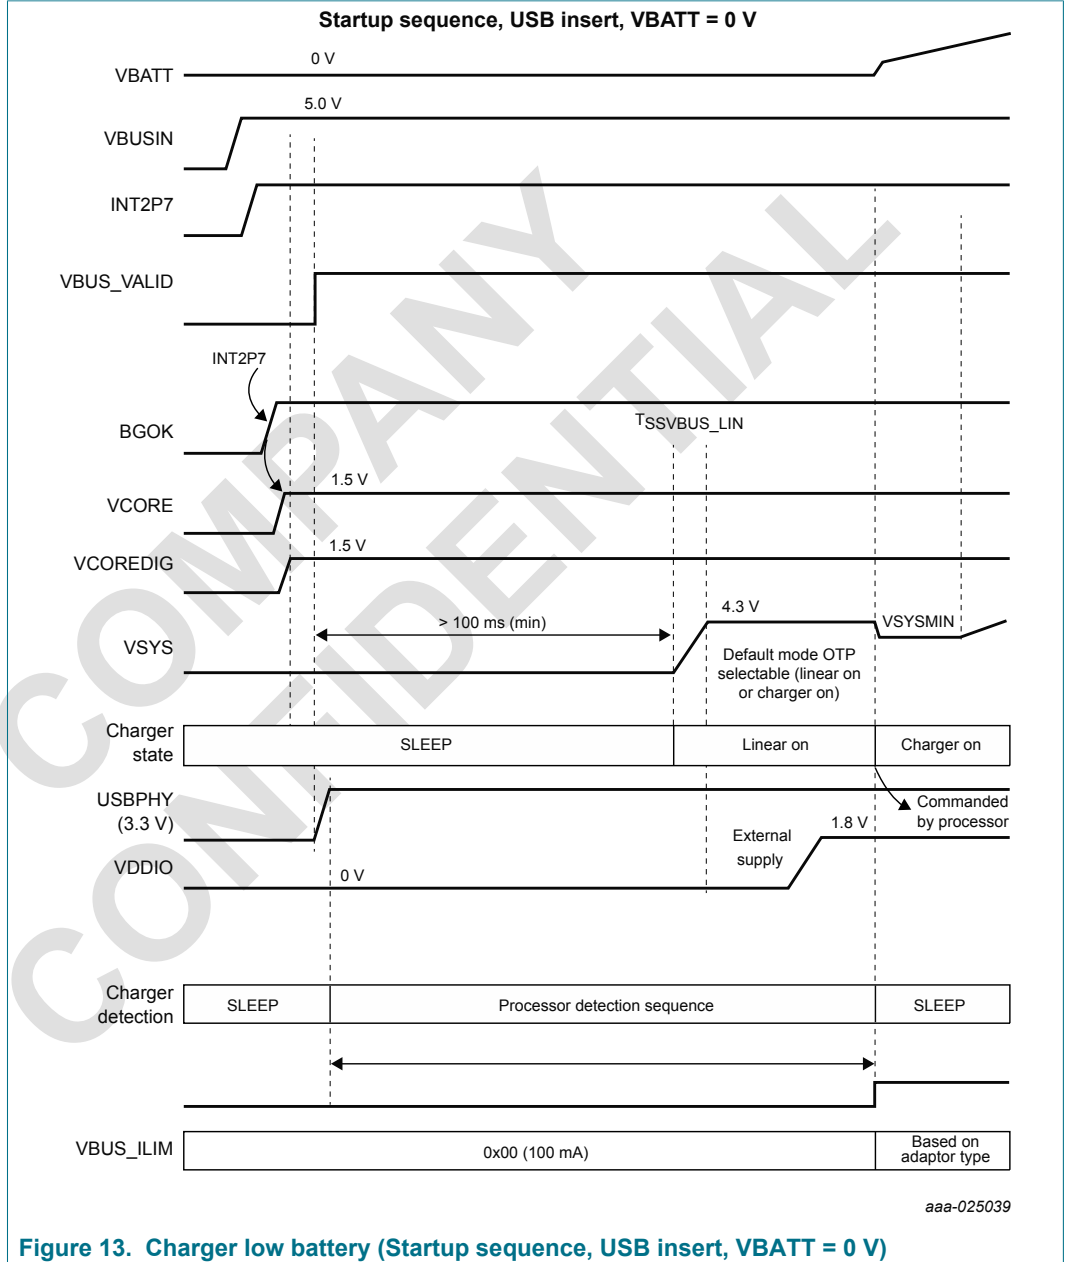 Startup sequence, USB insert, VBATT = 0 V
0 V
VBATT
5.0 V
VBUSIN
INT2P7
VBUS_VALID
INT2P7
BGOK
TSSVBUS_LIN
1.5 V
VCORE
1.5 V
VCOREDIG
4.3 V
> 100 ms (min)
VSYSMIN
VSYS
Default mode OTP
selectable (linear on
or charger on)
Charger
state
SLEEP
Linear on
Charger on
USBPHY
(3.3 V)
Commanded
by processor
1.8 V
External
supply
VDDIO
0 V
Charger
detection
SLEEP
Processor detection sequence
SLEEP
VBUS_ILIM
0x00 (100 mA)
Based on
adaptor type
aaa-025039
Figure 13. Charger low battery (Startup sequence, USB insert, VBATT = 0 V)
COMPANY
CONFIDENTIAL